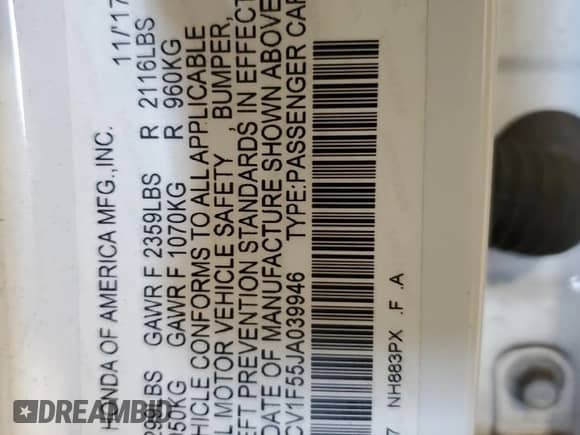 HONDA OF AMERICA MFG.,INC. 11/17
GAWR F 2359LBS R 2116LBS
KG GAWR F 1070KG R 960KG
HICLE CONFORMS TO ALL APPLICABLE
L MOTOR VEHICLE SAFETY , BUMPER,
EFT PREVENTION STANDARDS IN EFFECT
DATE OF MANUFACTURE SHOWN ABOVE
CV1F55JA039946 TYPE:PASSENGER CAR
7 NH883PX .F .A
DREAMBID